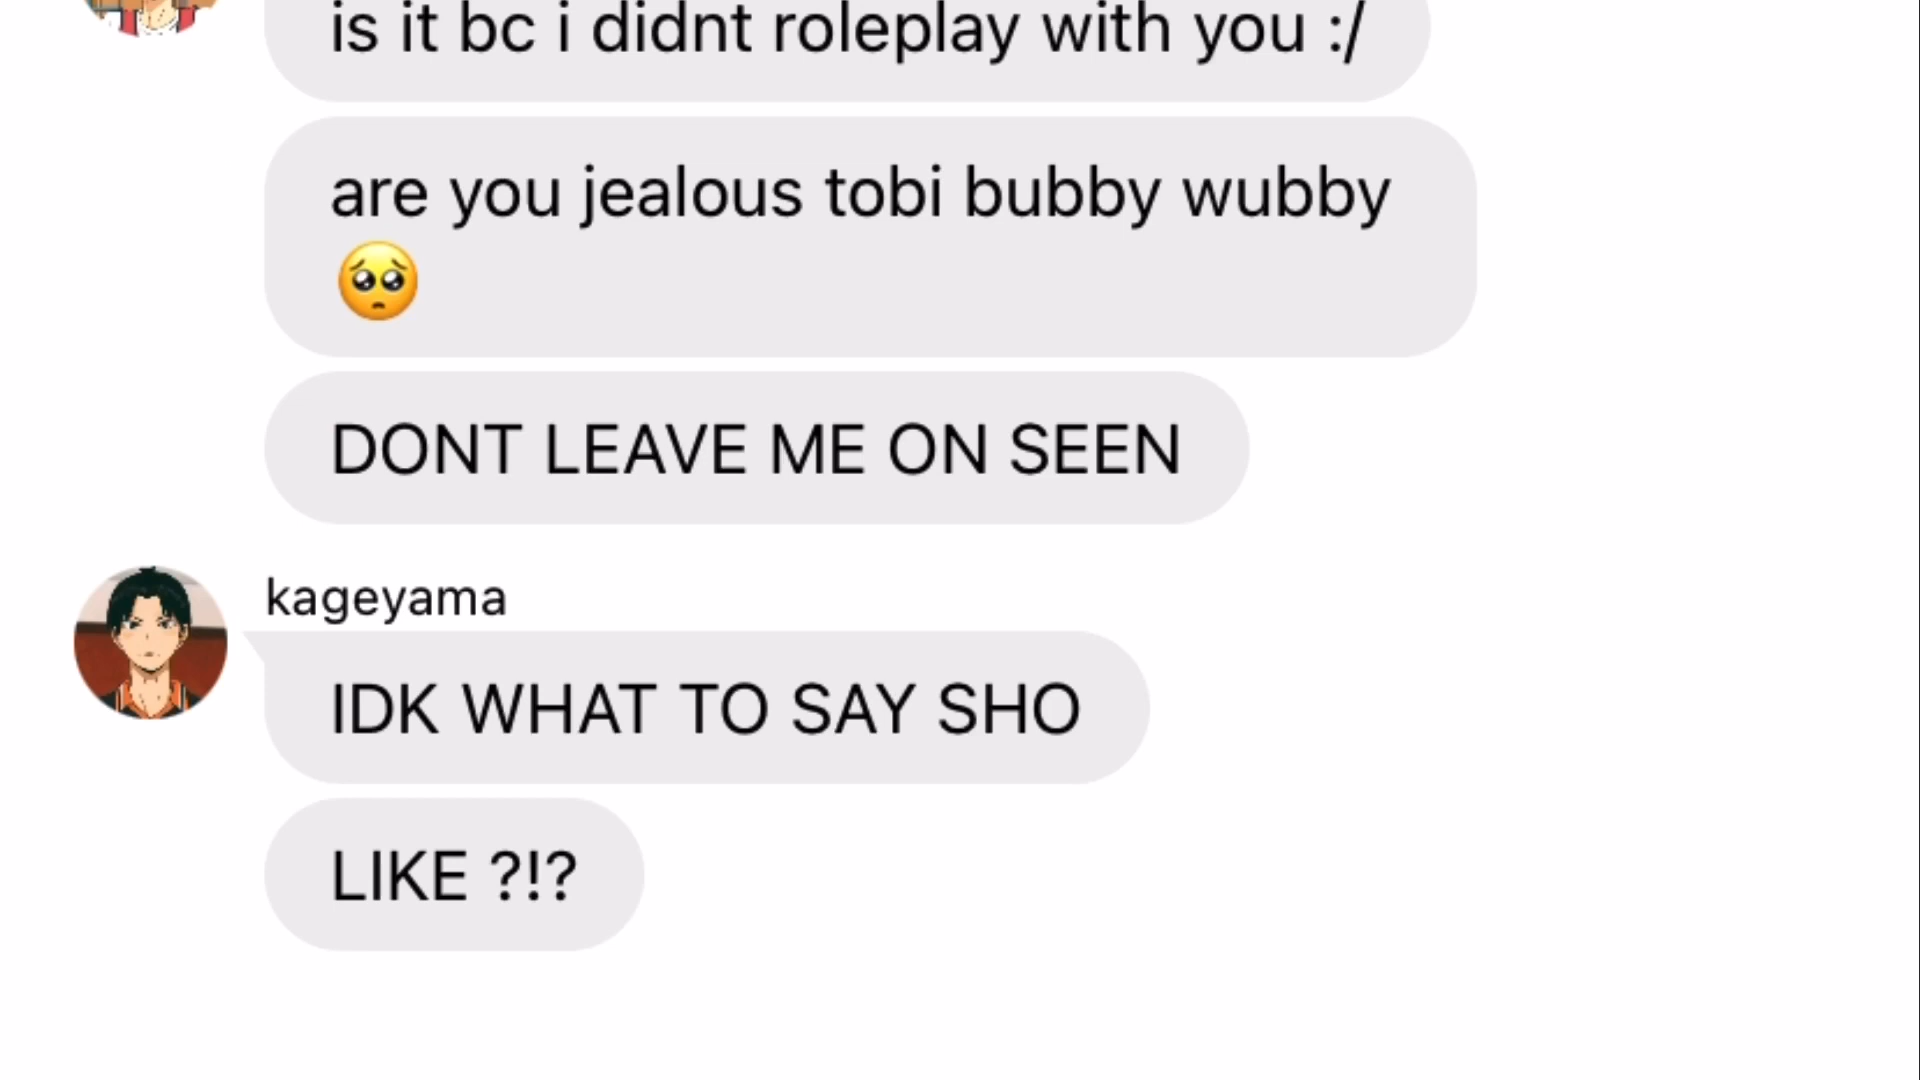 is it bc i didnt roleplay with you :/
are you jealous tobi bubby wubby
🥺
DONT LEAVE ME ON SEEN
kageyama
IDK WHAT TO SAY SHO
LIKE ?!?